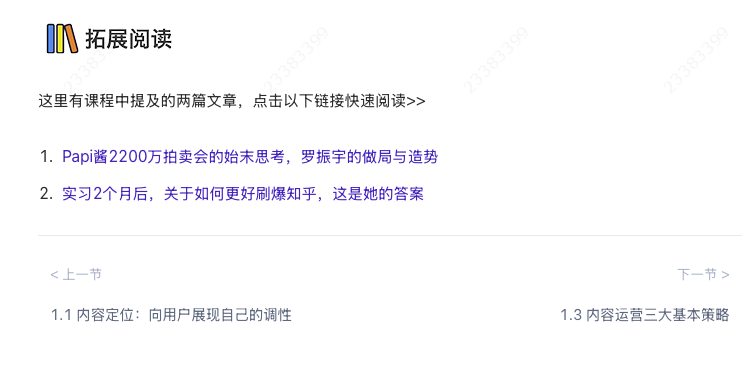 23383399
23383399
23383399
23383399
拓展阅读
这里有课程中提及的两篇文章，点击以下链接快速阅读>>
1. Papi酱2200万拍卖会的始末思考，罗振宇的做局与造势
2. 实习2个月后，关于如何更好刷爆知乎，这是她的答案
< 上一节
下一节 >
1.1 内容定位：向用户展现自己的调性
1.3 内容运营三大基本策略